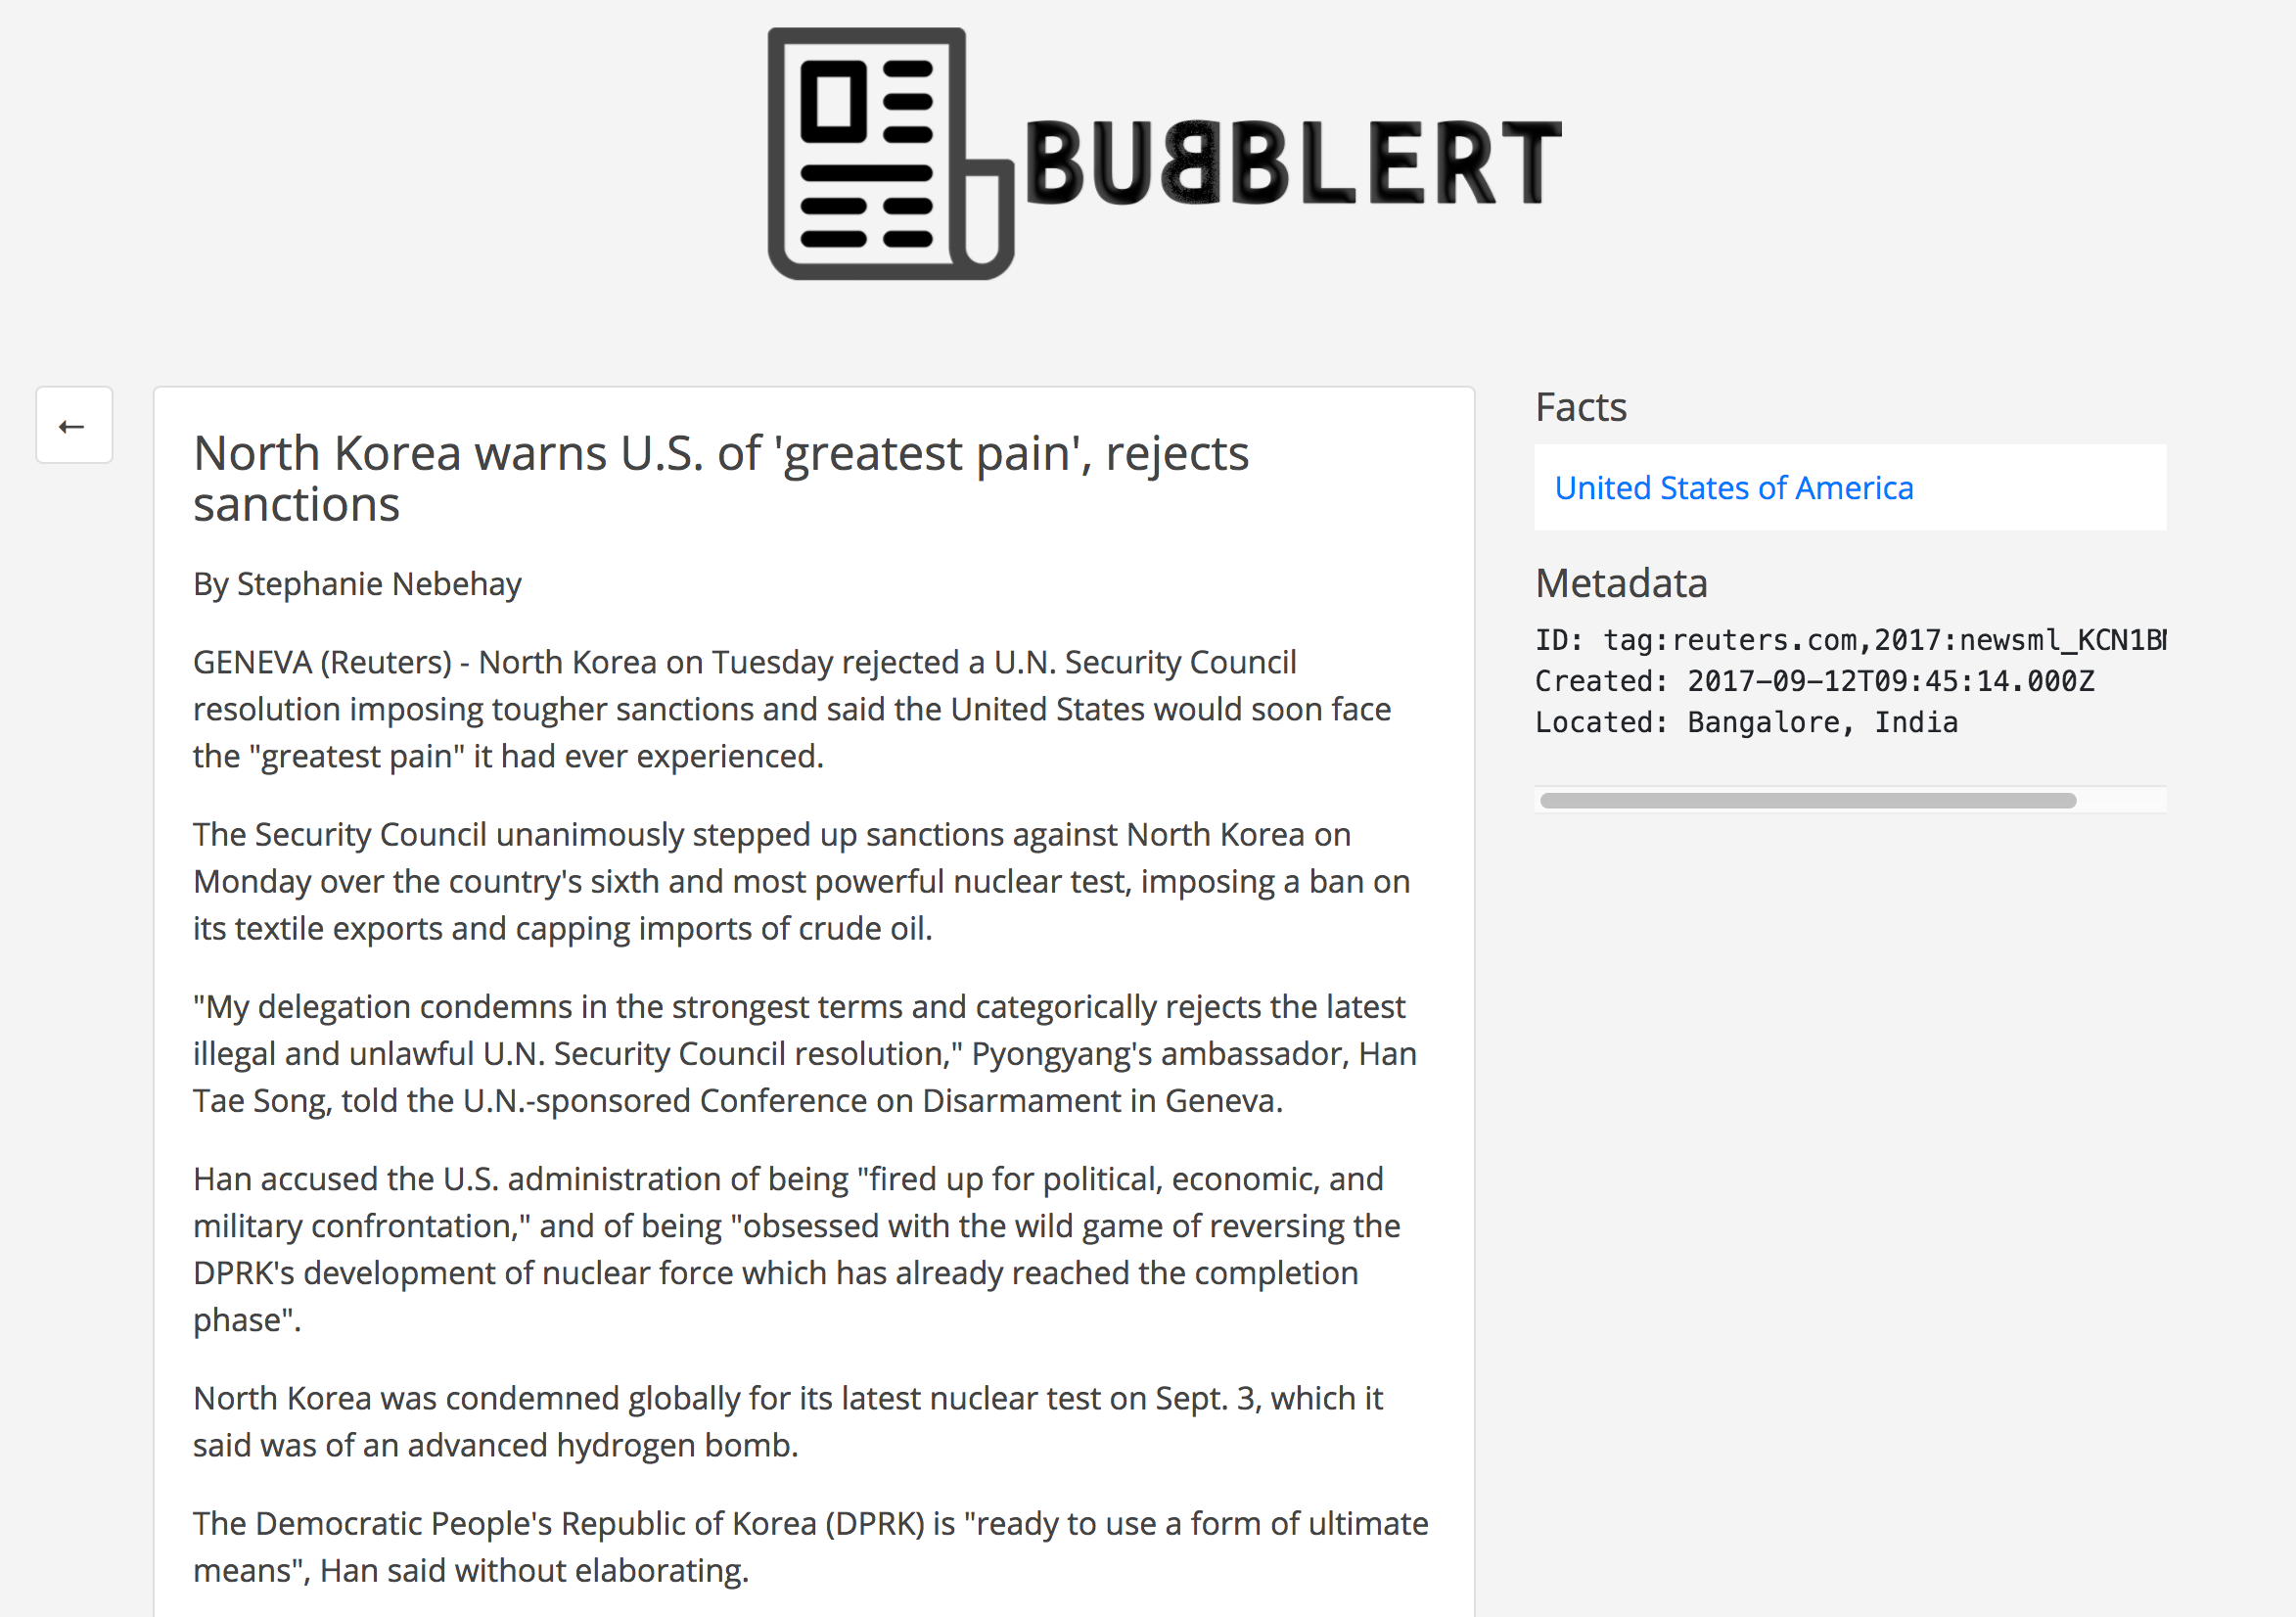 BUBBLERT
←
North Korea warns U.S. of 'greatest pain', rejects
sanctions
By Stephanie Nebehay
GENEVA (Reuters) - North Korea on Tuesday rejected a U.N. Security Council
resolution imposing tougher sanctions and said the United States would soon face
the "greatest pain" it had ever experienced.
The Security Council unanimously stepped up sanctions against North Korea on
Monday over the country's sixth and most powerful nuclear test, imposing a ban on
its textile exports and capping imports of crude oil.
"My delegation condemns in the strongest terms and categorically rejects the latest
illegal and unlawful U.N. Security Council resolution," Pyongyang's ambassador, Han
Tae Song, told the U.N.-sponsored Conference on Disarmament in Geneva.
Han accused the U.S. administration of being "fired up for political, economic, and
military confrontation," and of being "obsessed with the wild game of reversing the
DPRK's development of nuclear force which has already reached the completion
phase".
North Korea was condemned globally for its latest nuclear test on Sept. 3, which it
said was of an advanced hydrogen bomb.
The Democratic People's Republic of Korea (DPRK) is "ready to use a form of ultimate
means", Han said without elaborating.
Facts
United States of America
Metadata
ID: tag:reuters.com,2017:newsml_KCN1B
Created: 2017-09-12T09:45:14.000Z
Located: Bangalore, India